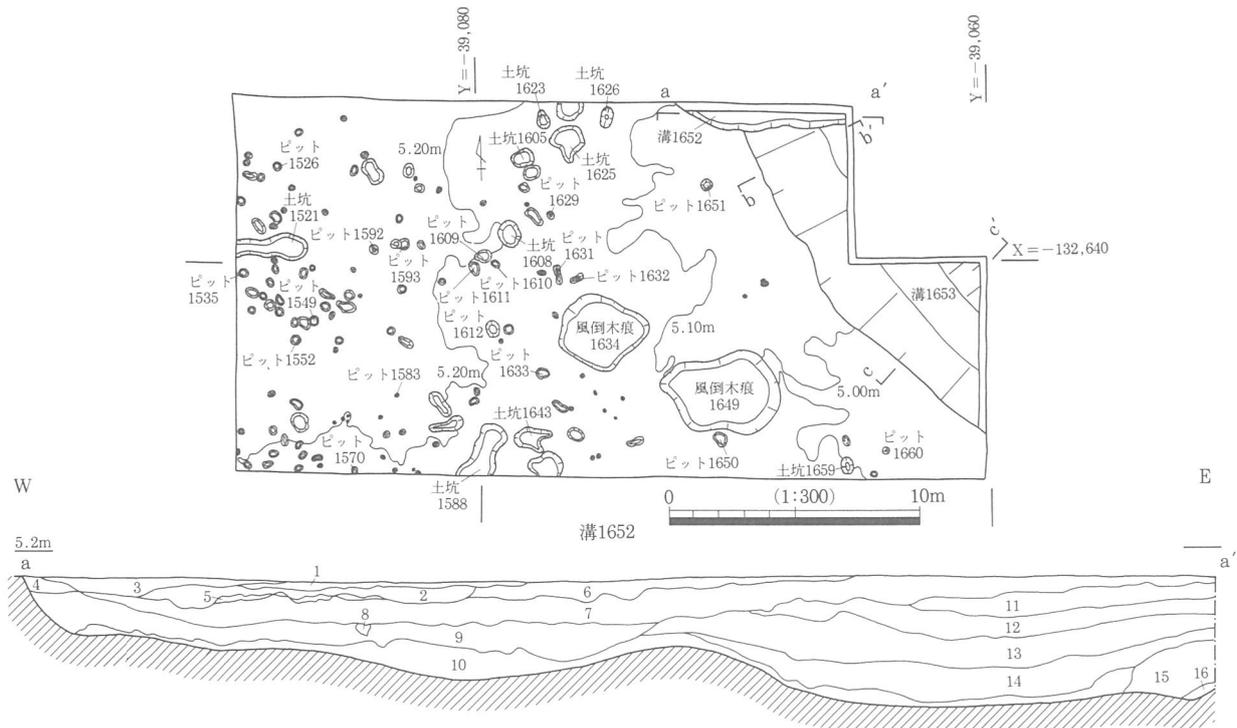 Y=-39,080
Y=-39,060
土坑
1623
土坑
1626
a
a′
溝1652
b′
5.20m
土坑1605
土坑
1625
ピット
1526
b
ピット1651
ピット
1629
土坑
1521
ピット1592
ピット
1609
ピット
1593
土坑
1608
ピット
1631
c′
X=-132,640
ピット
1535
ピット
1549
ピット1610
ピット1611
ピット1632
溝1653
ピット
1612
風倒木痕
1634
5.10m
ピット1552
ピット1583
5.20m
ピット
1633
風倒木痕
1649
c
5.00m
土坑1643
ピット
1570
土坑
1588
ピット1650
土坑1659
ピット
1660
W
E
0 (1:300) 10m
溝1652
5.2m
a
a′
1
2
3
4
5
6
7
8
9
10
11
12
13
14
15
16